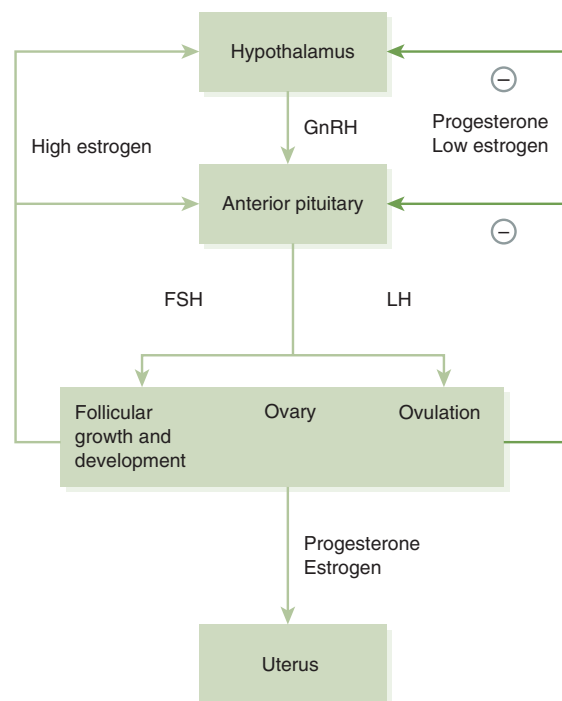 Hypothalamus
−
GnRH
Progesterone
Low estrogen
High estrogen
Anterior pituitary
−
FSH
LH
Follicular
growth and
development
Ovary
Ovulation
Progesterone
Estrogen
Uterus